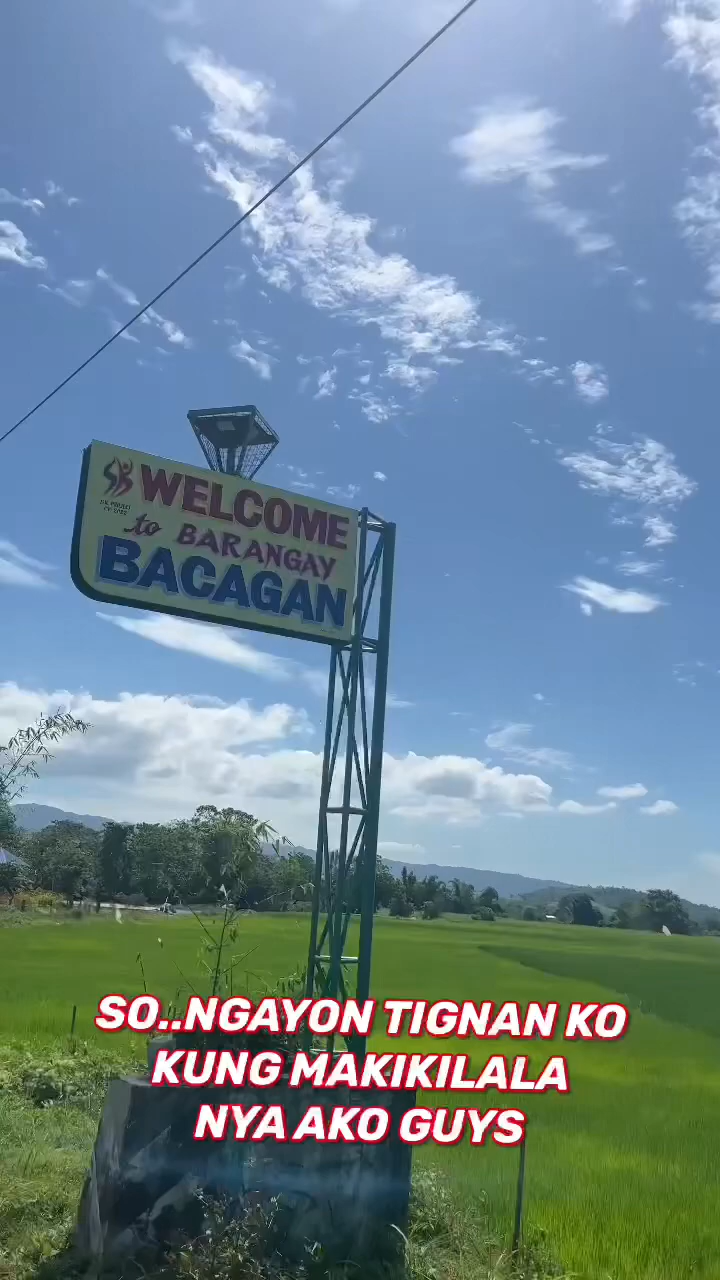 WELCOME
to BARANGAY
BACAGAN
SO..NGAYON TIGNAN KO
KUNG MAKIKILALA
NYA AKO GUYS